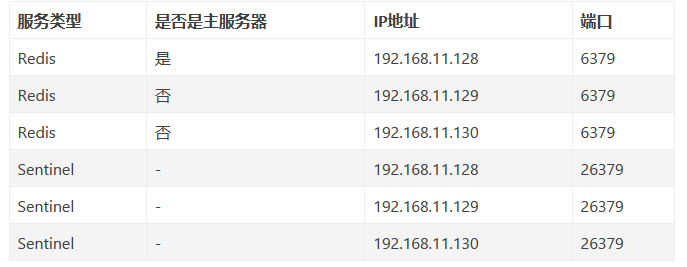 服务类型 是否是主服务器 IP地址 端口
Redis 是 192.168.11.128 6379
Redis 否 192.168.11.129 6379
Redis 否 192.168.11.130 6379
Sentinel - 192.168.11.128 26379
Sentinel - 192.168.11.129 26379
Sentinel - 192.168.11.130 26379